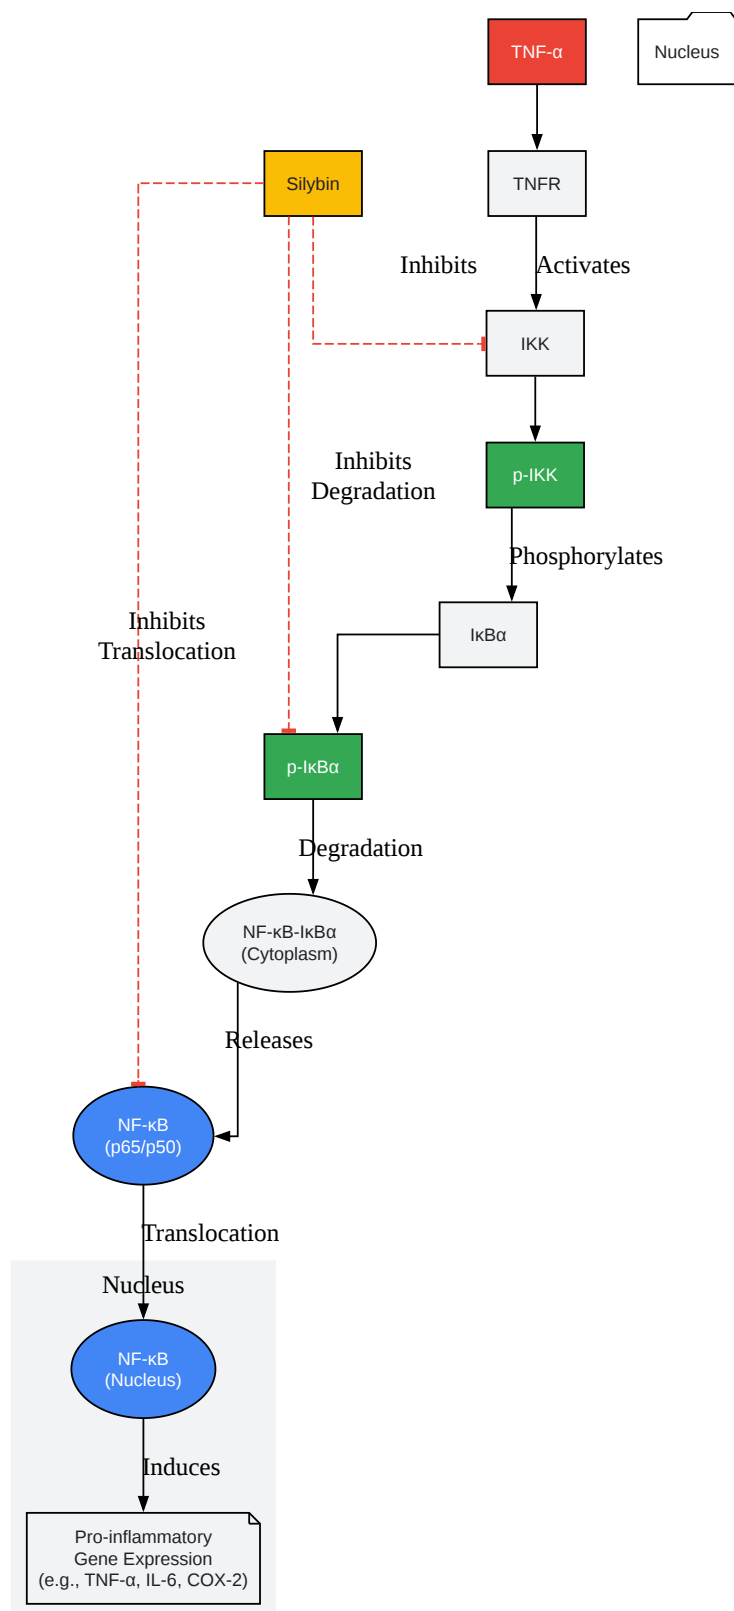 TNF-α
Nucleus
Silybin
TNFR
Inhibits
Activates
IKK
Inhibits
Degradation
p-IKK
Phosphorylates
Inhibits
Translocation
IκBα
p-IκBα
Degradation
NF-κB-IκBα
(Cytoplasm)
Releases
NF-κB
(p65/p50)
Translocation
Nucleus
NF-κB
(Nucleus)
Induces
Pro-inflammatory
Gene Expression
(e.g., TNF-α, IL-6, COX-2)